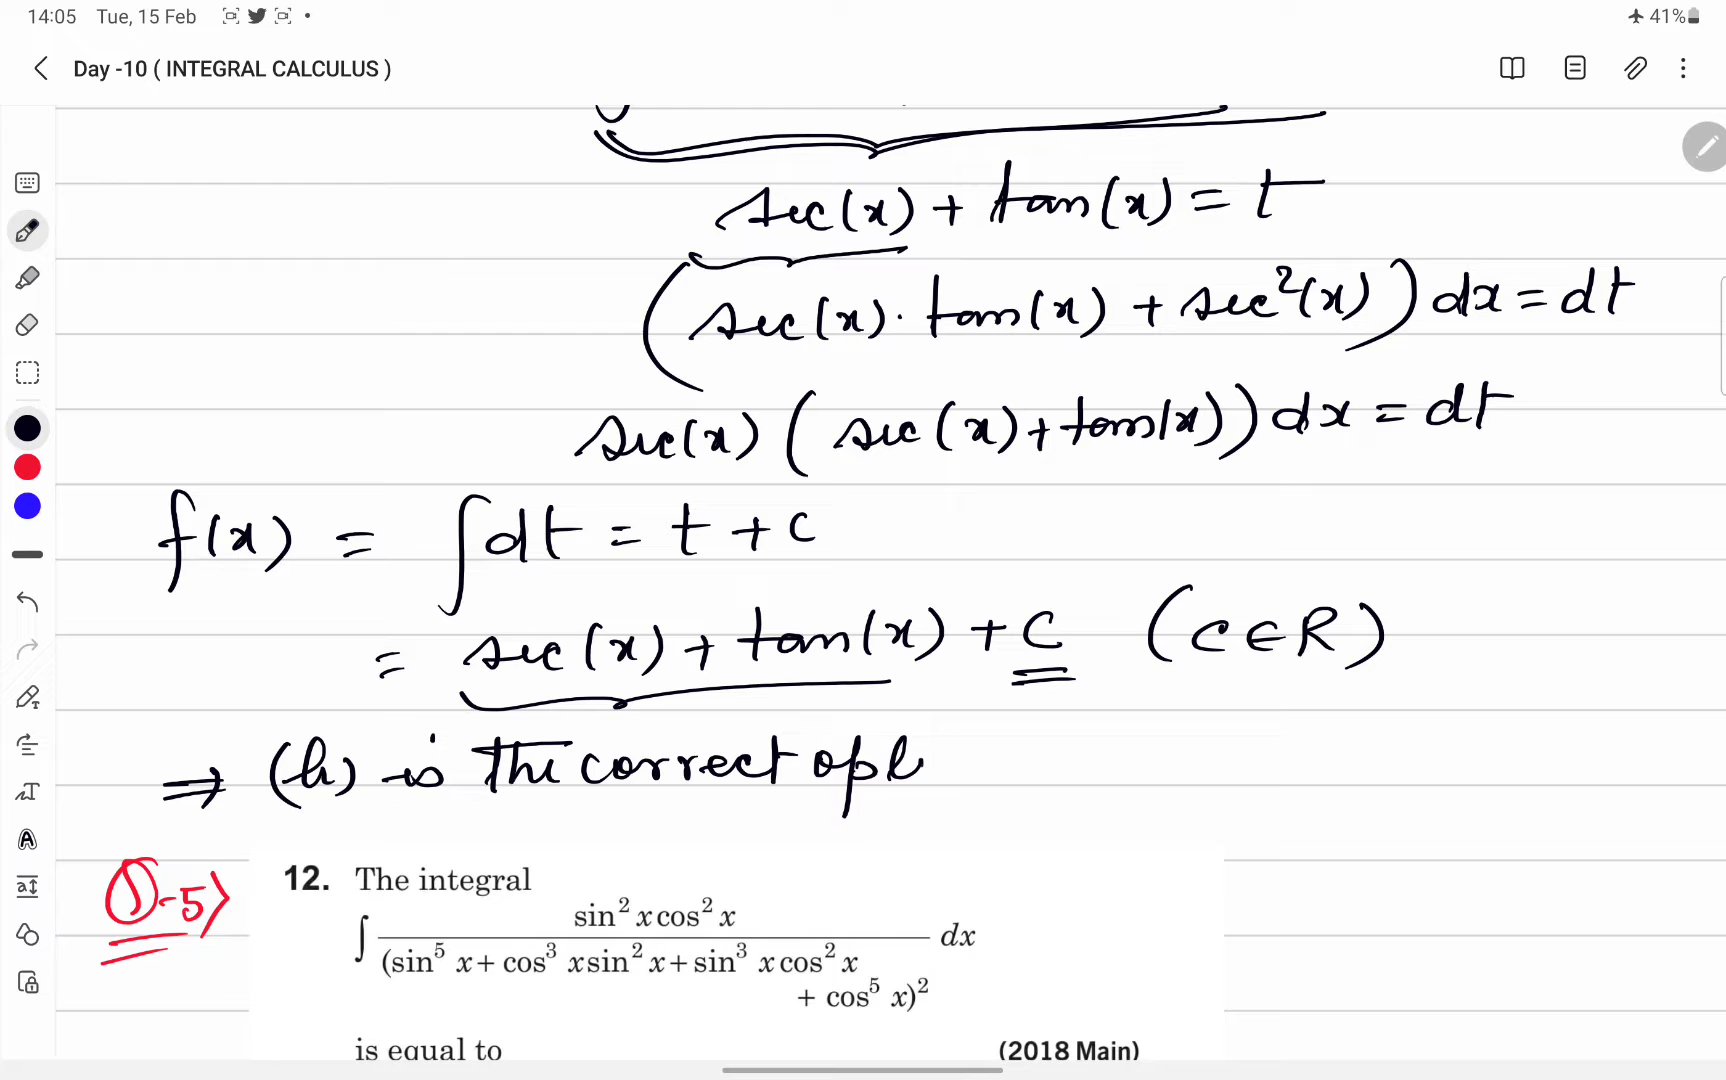 14:05 Tue, 15 Feb
41%
Day -10 ( INTEGRAL CALCULUS )
sec(x) + tan(x) = t
(sec(x). tan(x) + sec²(x)) dx = dt
sec(x) ( sec(x) + tan(x)) dx = dt
f(x) = ∫dt = t + c
= sec(x) + tan(x) + C (C ∈ R)
is the correct
-5>
12. The integral
∫ sin² x cos² x / (sin⁵ x + cos³ x sin² x + sin³ x cos² x + cos⁵ x)² dx
is equal to (2018 Main)